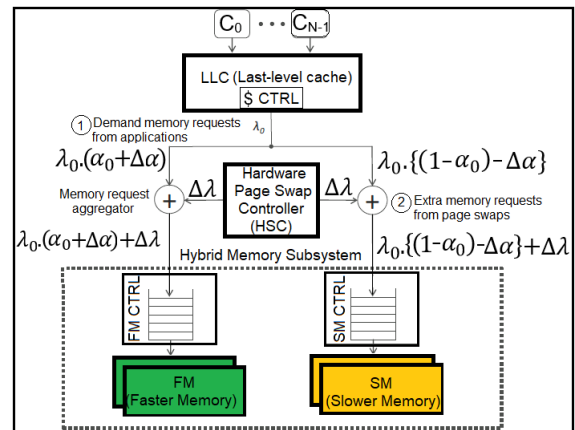 C₀ ... C_N-1
LLC (Last-level cache)
$ CTRL
① Demand memory requests
from applications
λ₀
λ₀.(α₀+Δα)
λ₀.{(1-α₀)-Δα}
Memory request
aggregator
+
Δλ
Hardware
Page Swap
Controller
(HSC)
Δλ
+
② Extra memory requests
from page swaps
λ₀.(α₀+Δα)+Δλ
λ₀.{(1-α₀)-Δα}+Δλ
Hybrid Memory Subsystem
FM CTRL
SM CTRL
FM
(Faster Memory)
SM
(Slower Memory)